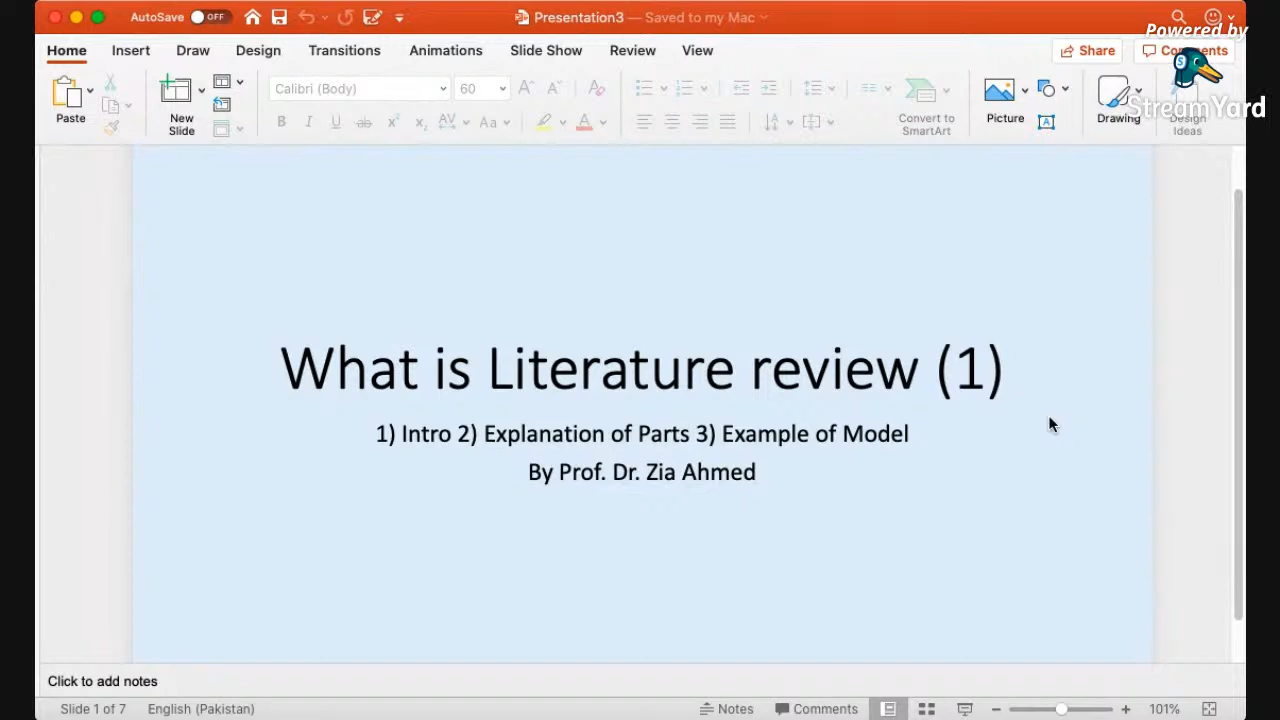 AutoSave OFF Presentation3 — Saved to my Mac
Powered by
Home Insert Draw Design Transitions Animations Slide Show Review View Share Comments
StreamYard
Calibri (Body) 60
Paste New Slide Convert to SmartArt Picture Drawing Design Ideas
What is Literature review (1)
1) Intro 2) Explanation of Parts 3) Example of Model
By Prof. Dr. Zia Ahmed
Click to add notes
Slide 1 of 7 English (Pakistan) Notes Comments 101%